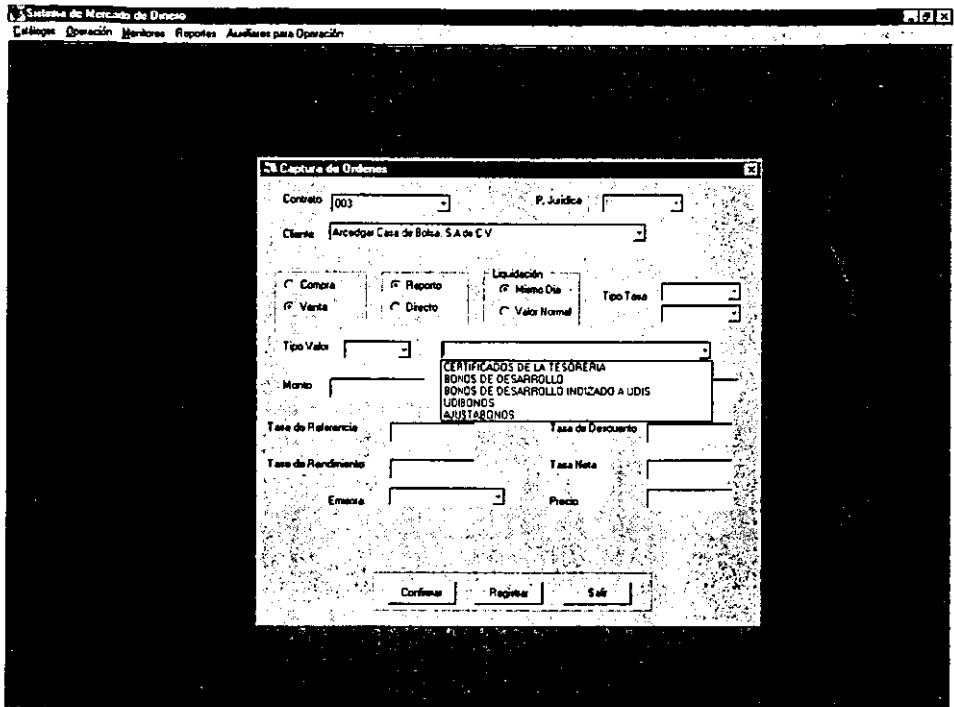 Sistema de Mercado de Dinero
Catálogos Operación Monitores Reportes Auxiliares para Operación
Captura de Ordenes
Contrato 003 P. Juridica
Cliente Arcedgar Casa de Bolsa, S.A de C.V
Compra Reporto Liquidación Mismo Dia Tipo Tasa
Venta Directo Valor Normal
Tipo Valor
CERTIFICADOS DE LA TESORERIA
BONOS DE DESARROLLO
Monto BONOS DE DESARROLLO INDIZADO A UDIS
UDIBONOS
AJUSTABONOS
Tasa de Referencia Tasa de Descuento
Tasa de Rendimiento Tasa Neta
Emisora Precio
Confirmar Registrar Salir